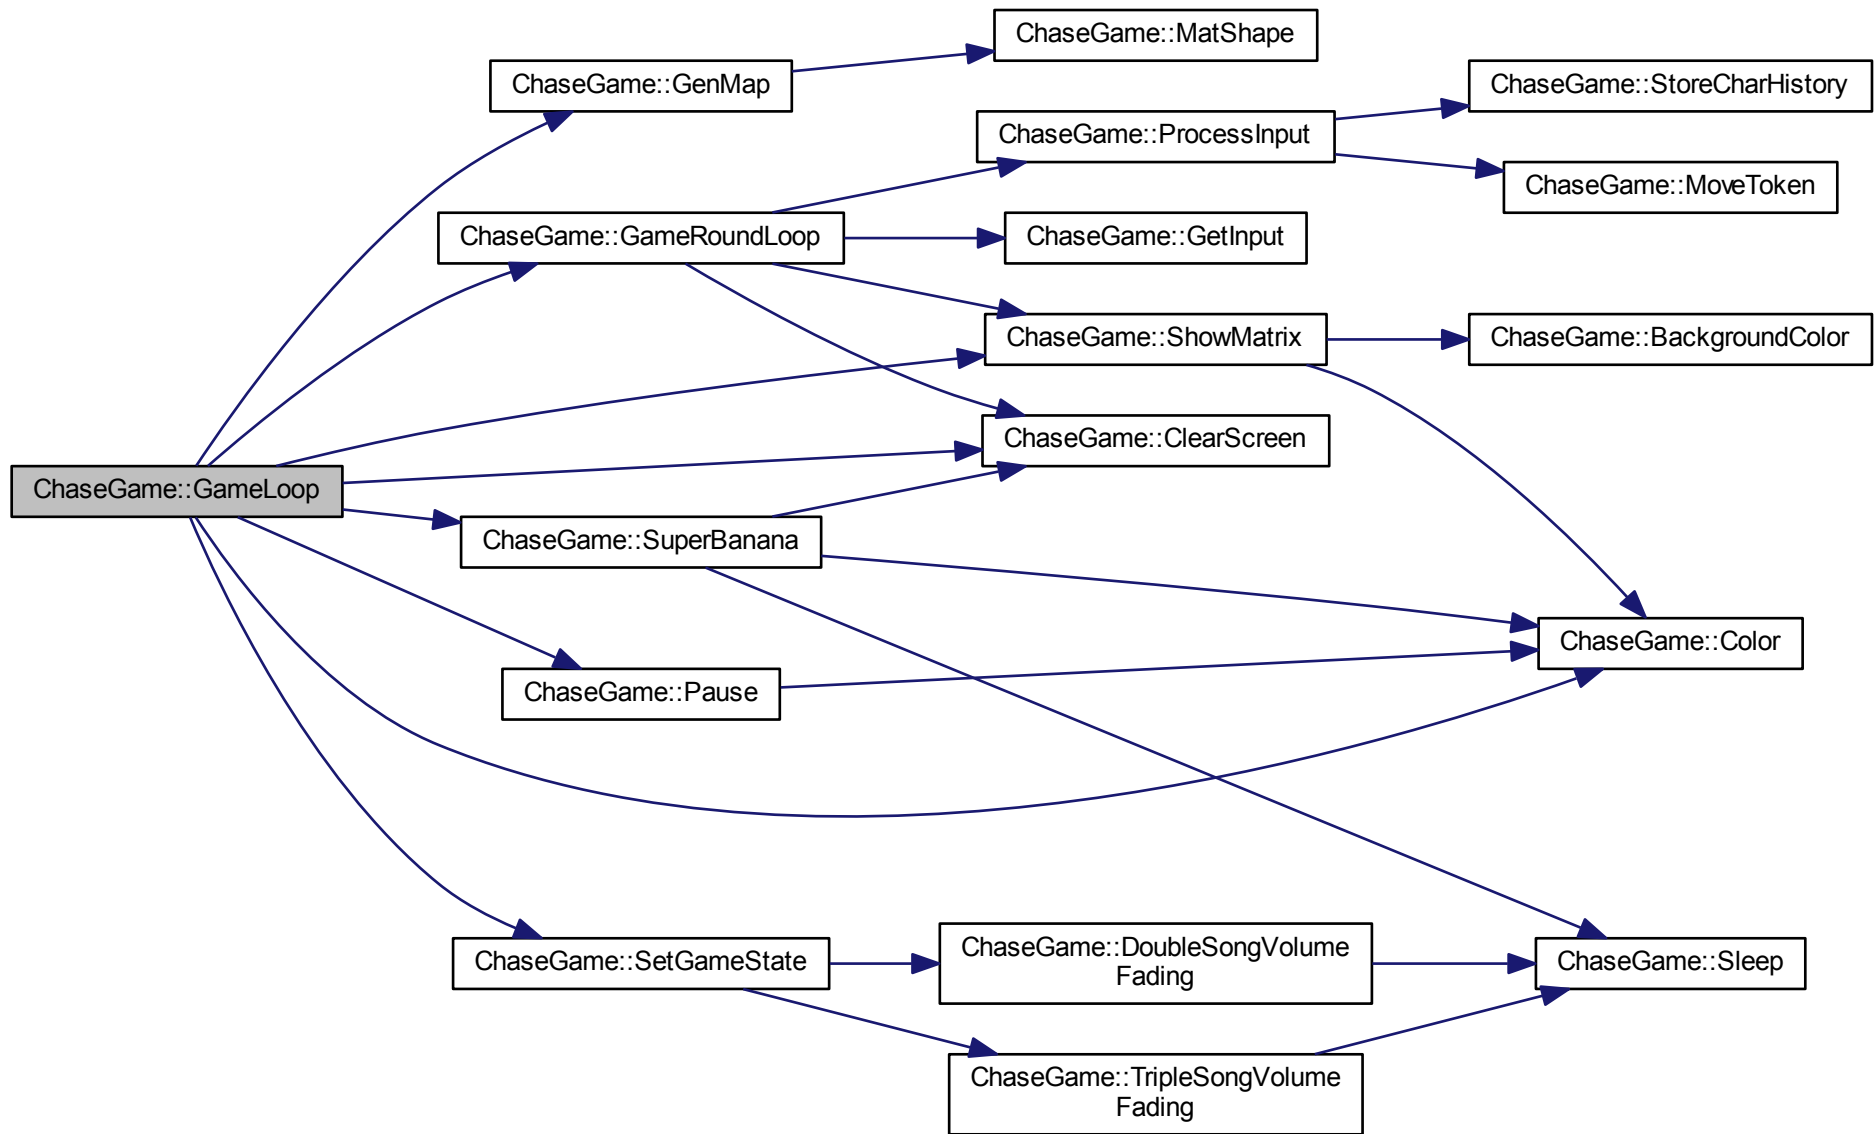 ChaseGame::MatShape
ChaseGame::GenMap
ChaseGame::StoreCharHistory
ChaseGame::ProcessInput
ChaseGame::MoveToken
ChaseGame::GameRoundLoop
ChaseGame::GetInput
ChaseGame::ShowMatrix
ChaseGame::BackgroundColor
ChaseGame::ClearScreen
ChaseGame::GameLoop
ChaseGame::SuperBanana
ChaseGame::Color
ChaseGame::Pause
ChaseGame::SetGameState
ChaseGame::DoubleSongVolume
Fading
ChaseGame::Sleep
ChaseGame::TripleSongVolume
Fading